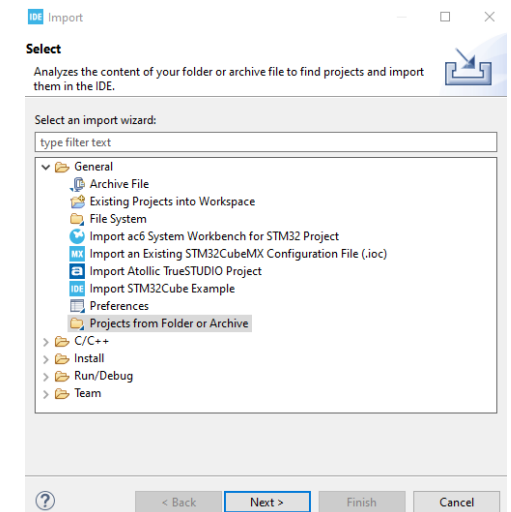 IDE Import
Select
Analyzes the content of your folder or archive file to find projects and import
them in the IDE.
Select an import wizard:
type filter text
General
Archive File
Existing Projects into Workspace
File System
Import ac6 System Workbench for STM32 Project
MX Import an Existing STM32CubeMX Configuration File (.ioc)
Import Atollic TrueSTUDIO Project
IDE Import STM32Cube Example
Preferences
Projects from Folder or Archive
C/C++
Install
Run/Debug
Team
? < Back Next > Finish Cancel